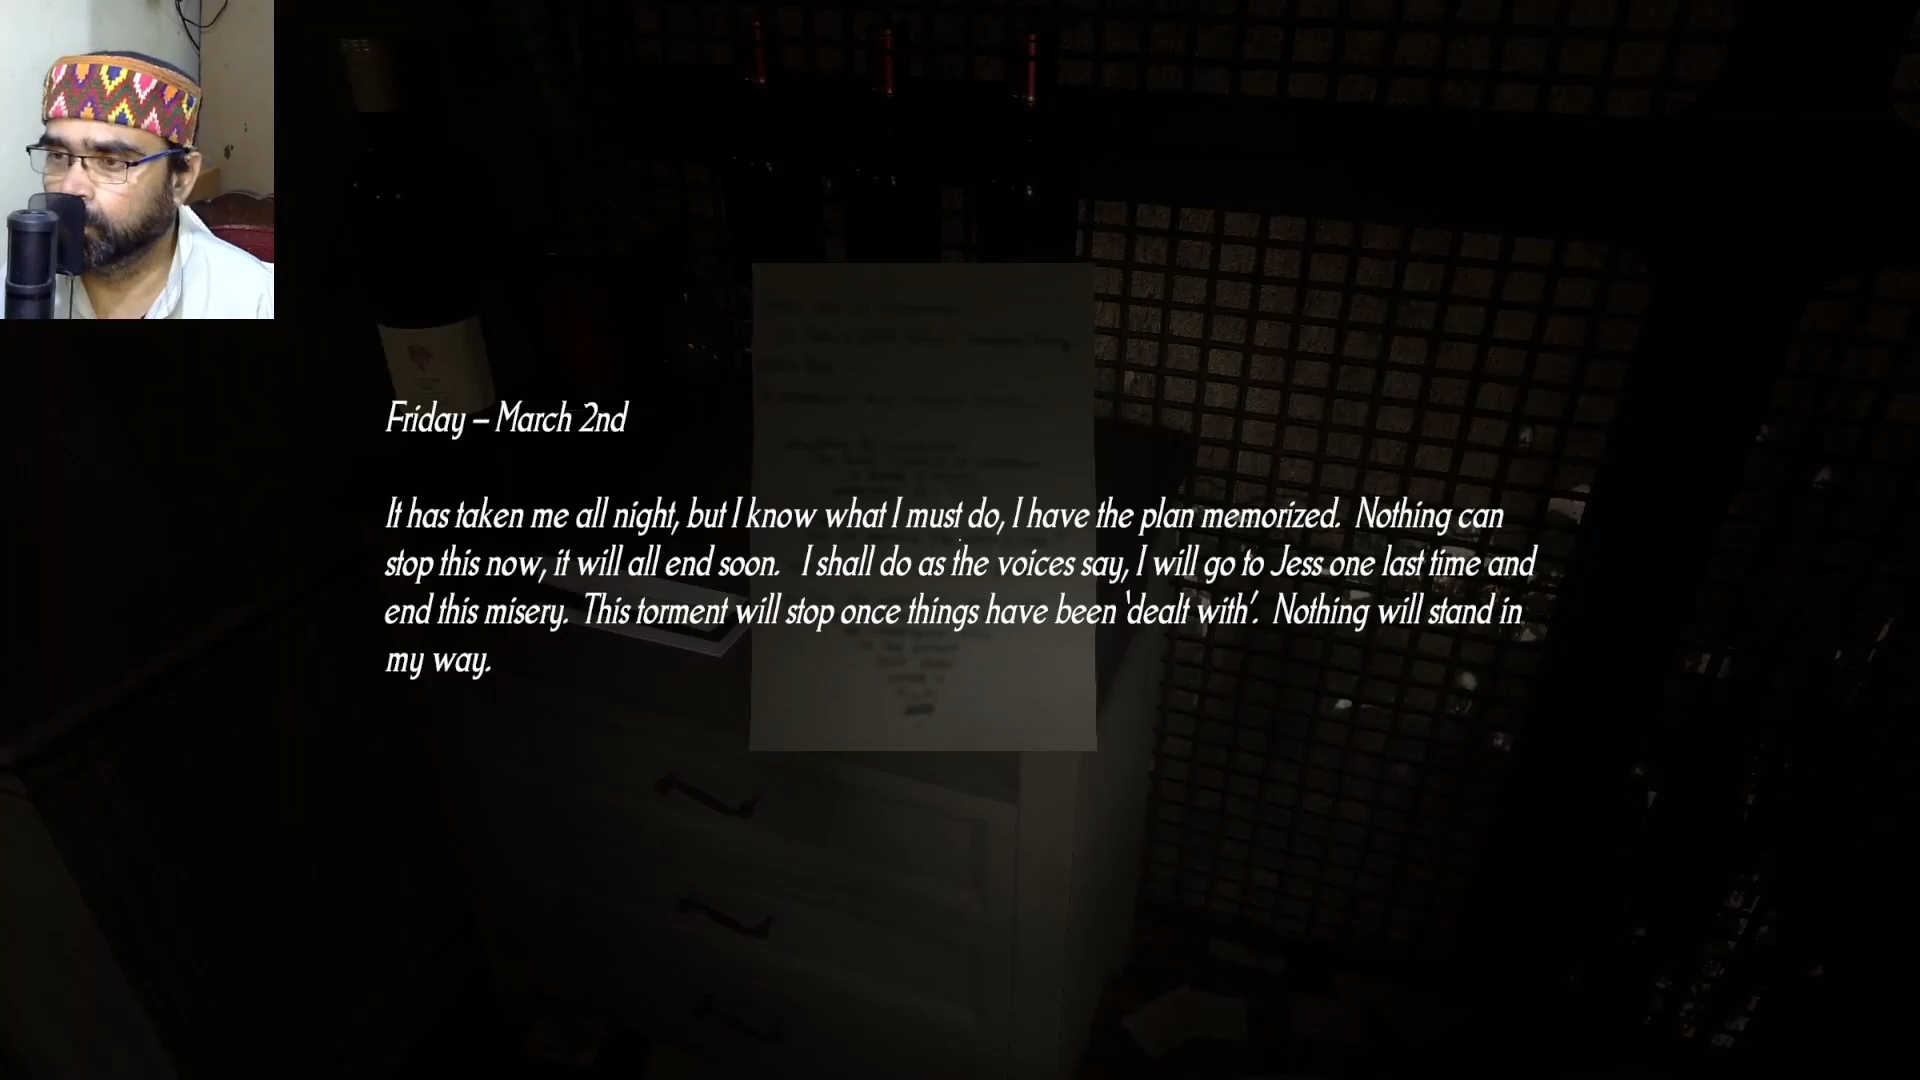 Friday – March 2nd
It has taken me all night, but I know what I must do, I have the plan memorized.  Nothing can
stop this now, it will all end soon.   I shall do as the voices say, I will go to Jess one last time and
end this misery.  This torment will stop once things have been ‘dealt with’.  Nothing will stand in
my way.